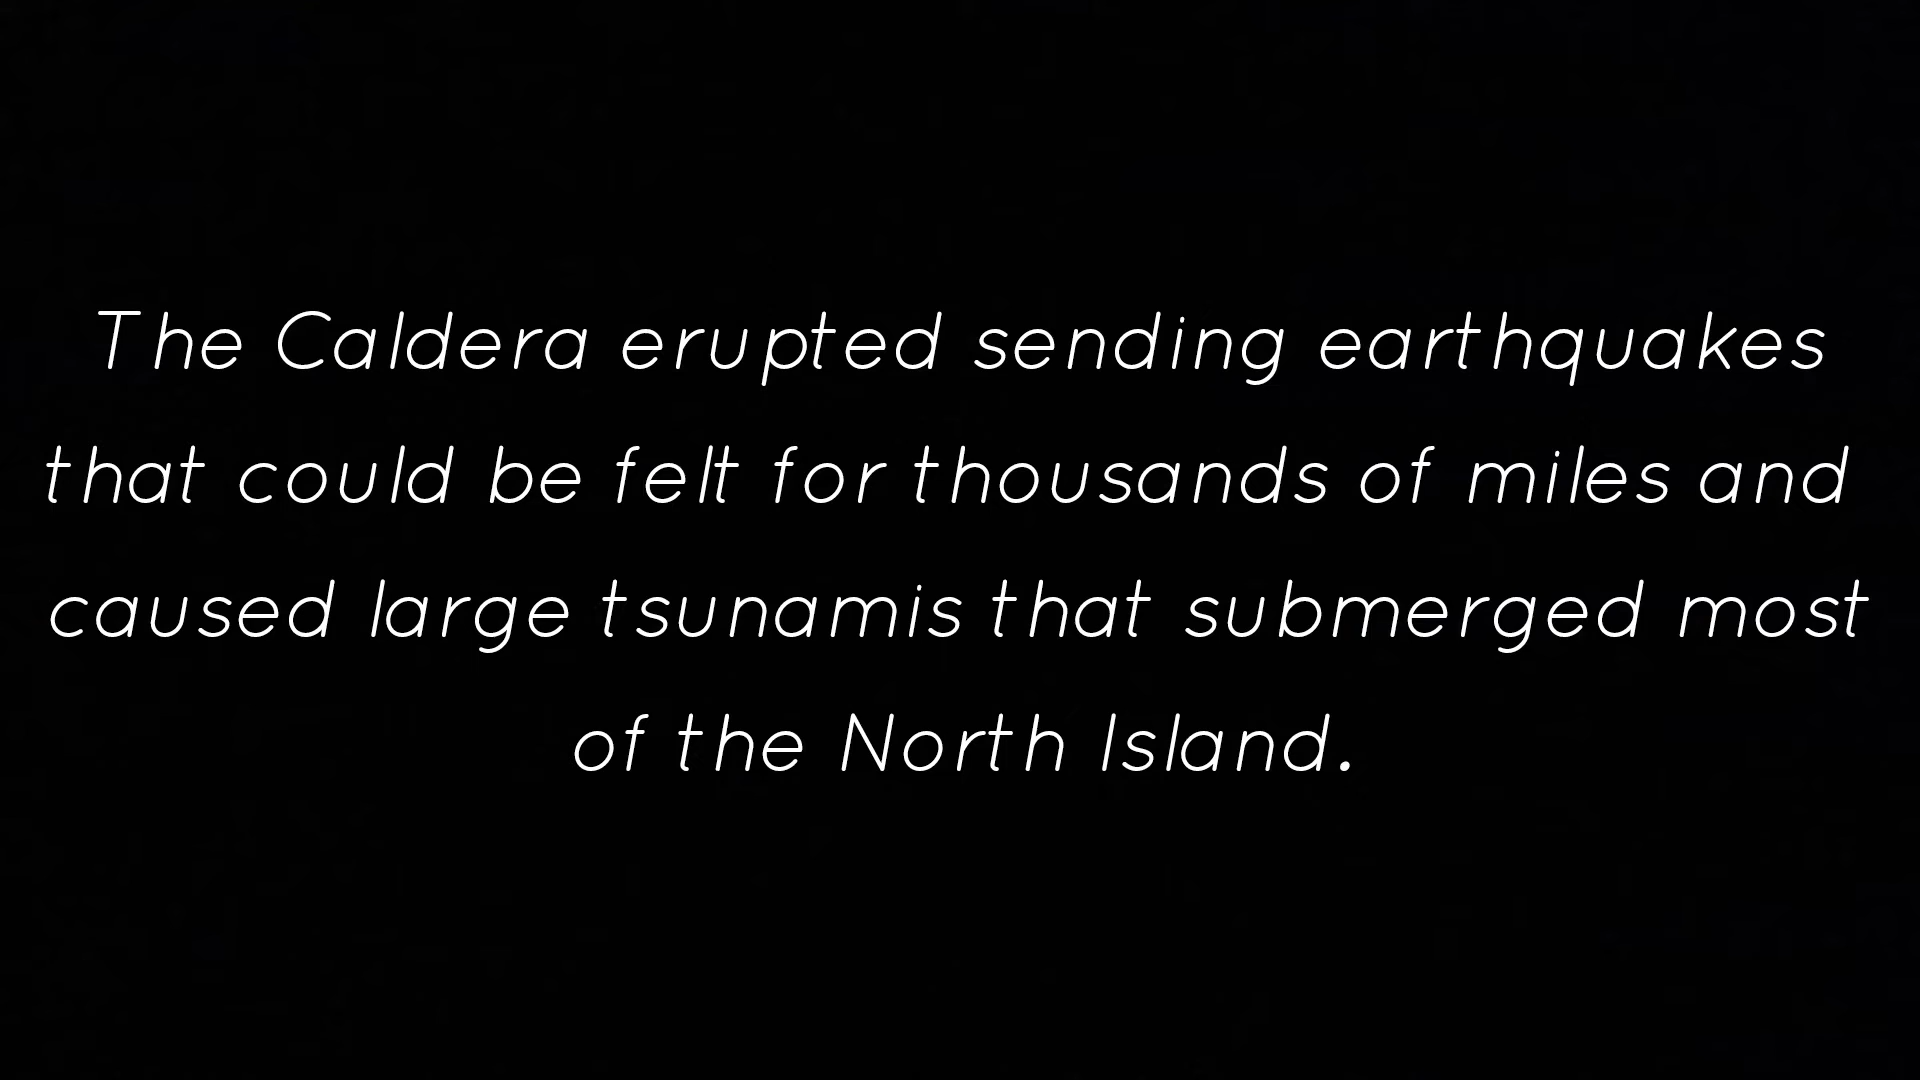 The Caldera erupted sending earthquakes
that could be felt for thousands of miles and
caused large tsunamis that submerged most
of the North Island.